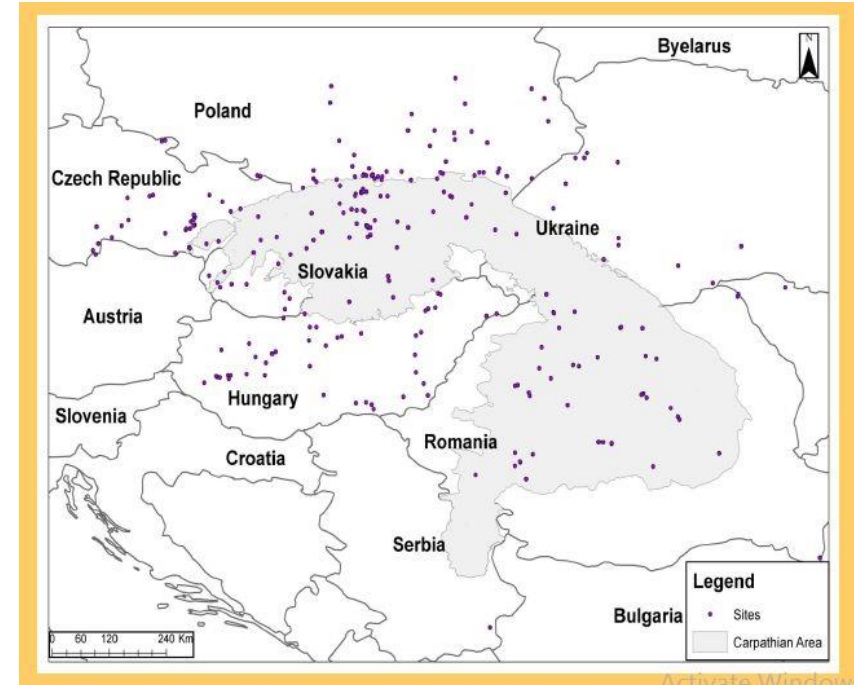 Byelarus
N
Poland
Czech Republic
Ukraine
Slovakia
Austria
Hungary
Slovenia
Romania
Croatia
Serbia
Legend
Sites
Bulgaria
Carpathian Area
0 60 120 240 Km
Activate Window